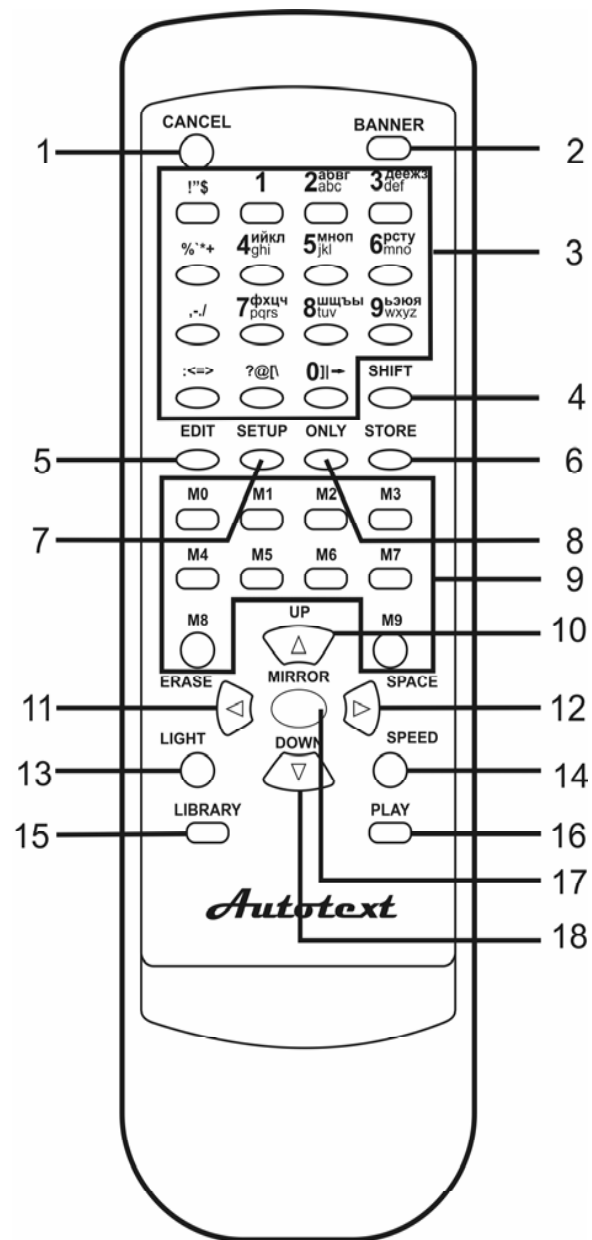 CANCEL BANNER
1 2
!"$ 1 2абвг abc 3деежз def
%`*+ 4ийкл ghi 5мноп jkl 6рсту mno
3
,-./ 7фхцч pqrs 8шщъы tuv 9ьэюя wxyz
:<=> ?@[\ 0]|→ SHIFT
4
EDIT SETUP ONLY STORE
5 6
M0 M1 M2 M3
7 8
M4 M5 M6 M7
9
UP
M8 M9
10
ERASE MIRROR SPACE
11 12
LIGHT DOWN SPEED
13 14
LIBRARY PLAY
15 16
17
Autotext
18